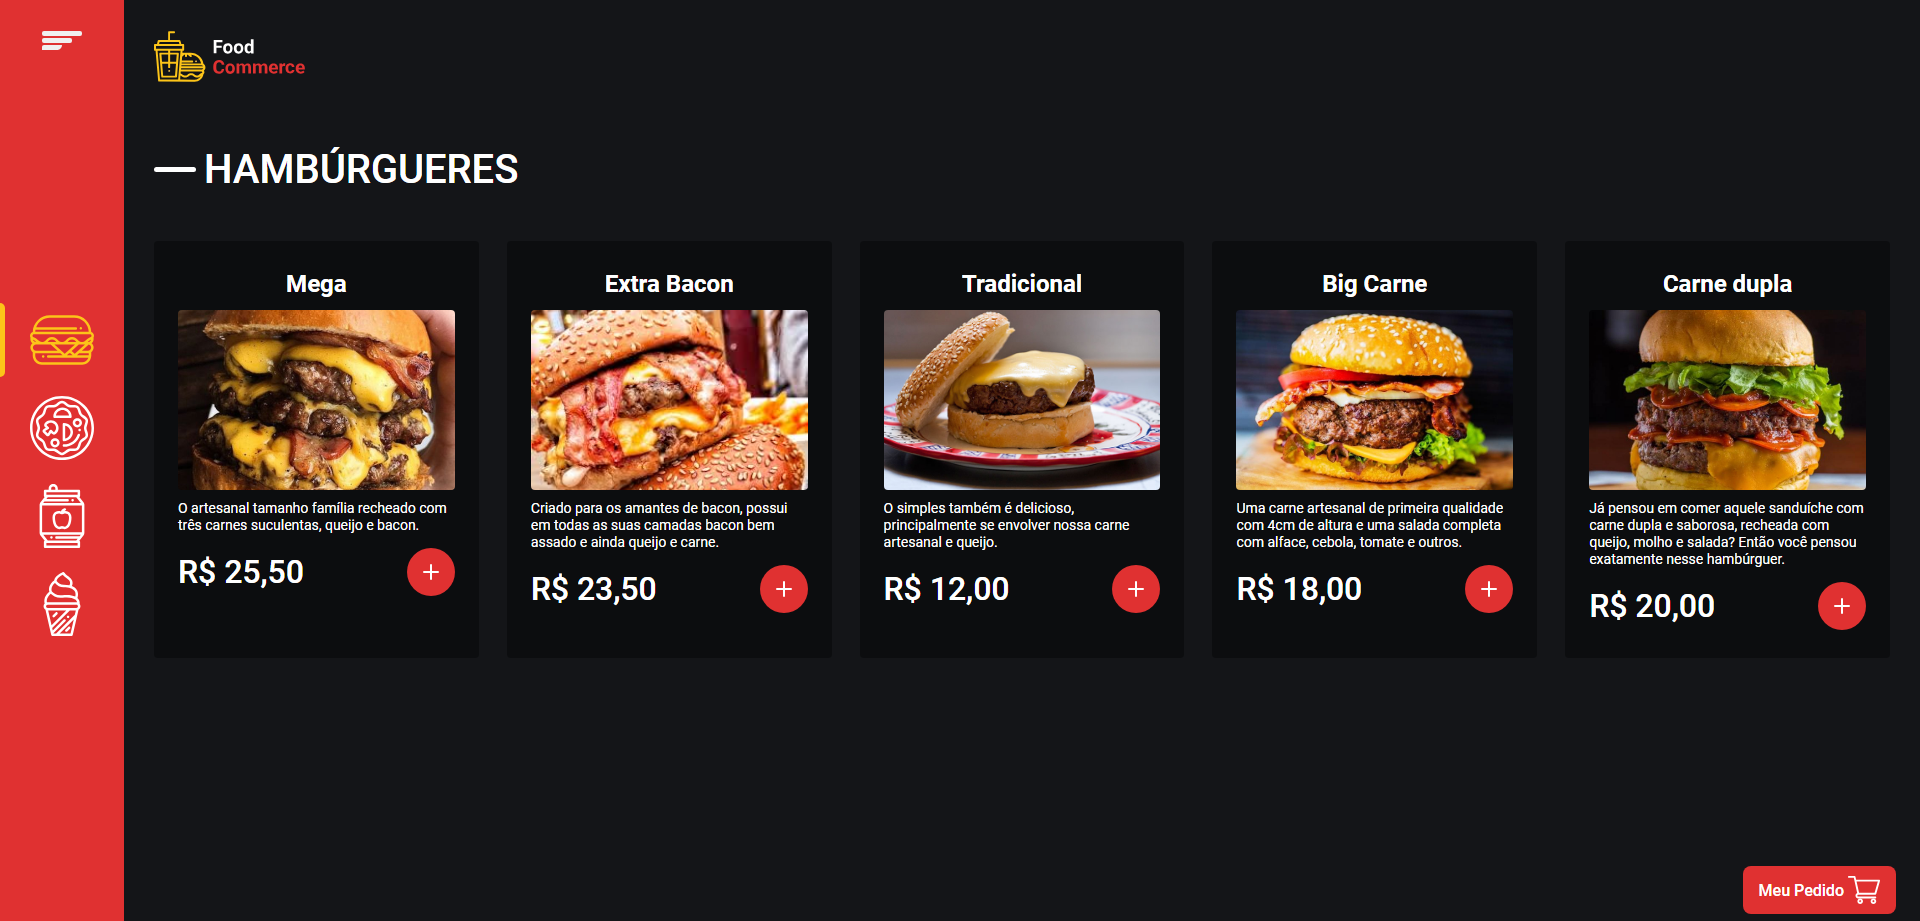 Food
Commerce
HAMBÚRGUERES
Mega
O artesanal tamanho família recheado com
três carnes suculentas, queijo e bacon.
R$ 25,50
Extra Bacon
Criado para os amantes de bacon, possui
em todas as suas camadas bacon bem
assado e ainda queijo e carne.
R$ 23,50
Tradicional
O simples também é delicioso,
principalmente se envolver nossa carne
artesanal e queijo.
R$ 12,00
Big Carne
Uma carne artesanal de primeira qualidade
com 4cm de altura e uma salada completa
com alface, cebola, tomate e outros.
R$ 18,00
Carne dupla
Já pensou em comer aquele sanduíche com
carne dupla e saborosa, recheada com
queijo, molho e salada? Então você pensou
exatamente nesse hambúrguer.
R$ 20,00
Meu Pedido